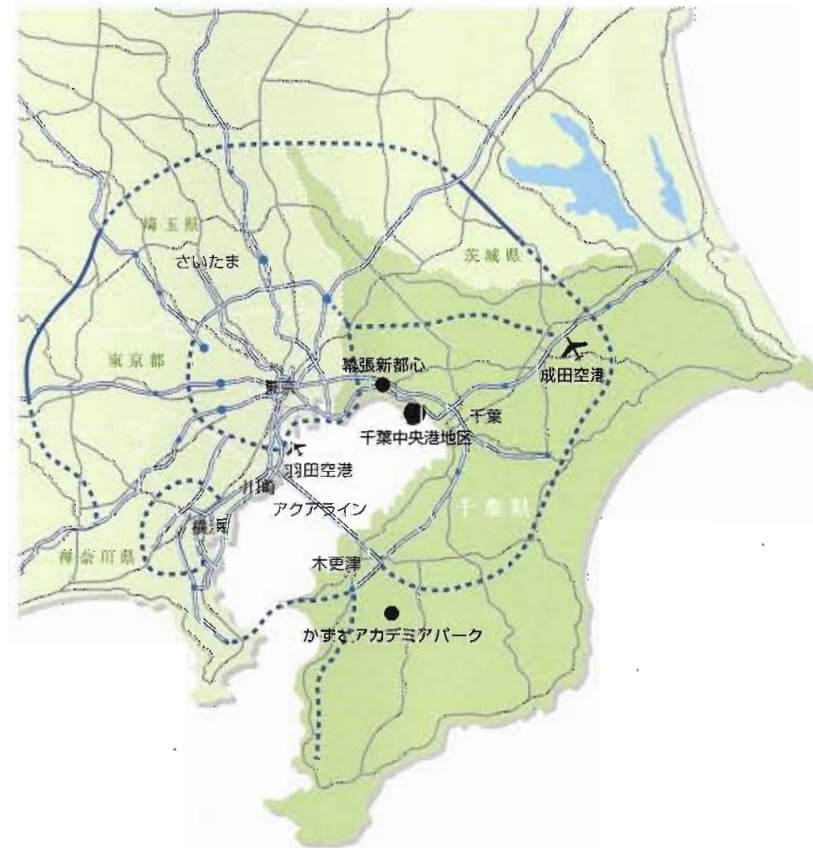 埼玉県
さいたま
茨城県
東京都
幕張新都心
成田空港
東京
千葉
千葉中央港地区
羽田空港
川崎
アクアライン
千葉県
横浜
神奈川県
木更津
かずさアカデミアパーク